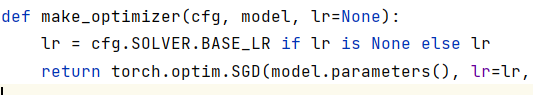 def make_optimizer(cfg, model, lr=None):
    lr = cfg.SOLVER.BASE_LR if lr is None else lr
    return torch.optim.SGD(model.parameters(), lr=lr,